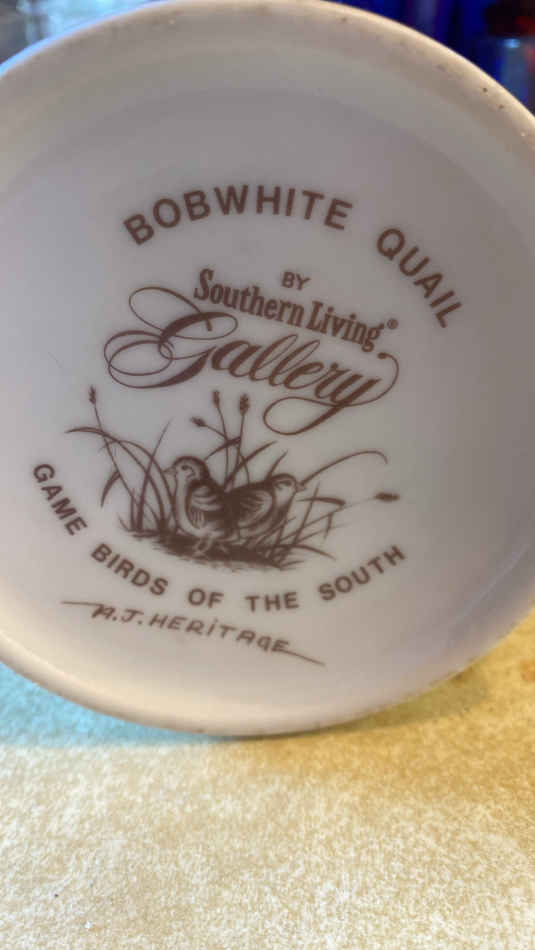 BOBWHITE QUAIL
BY
Southern Living®
Gallery
GAME BIRDS OF THE SOUTH
A.J. HERiTAGE